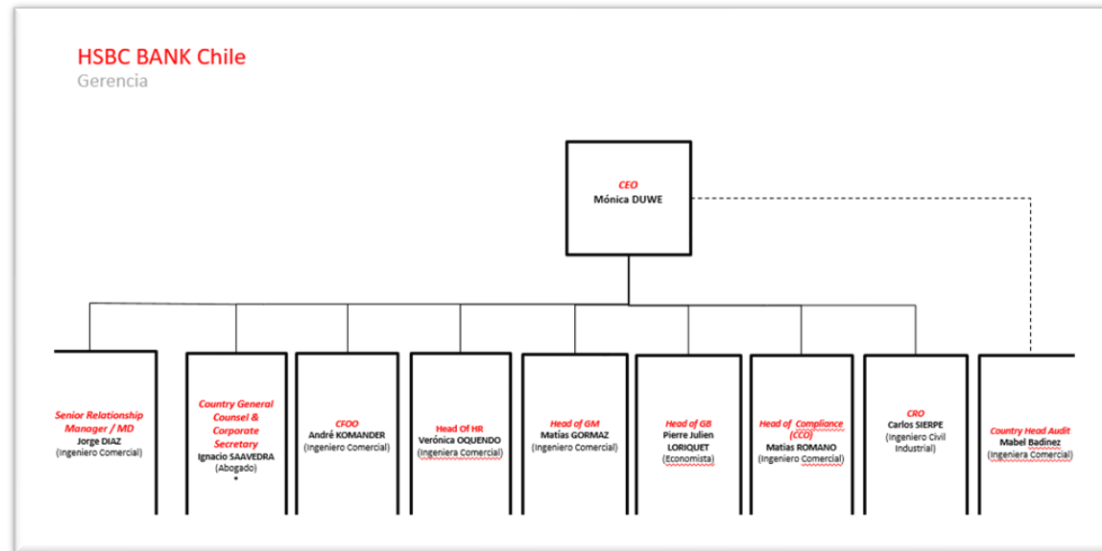 HSBC BANK Chile
Gerencia
CEO
Mónica DUWE
Senior Relationship
Manager / MD
Jorge DIAZ
(Ingeniero Comercial)
Country General
Counsel &
Corporate
Secretary
Ignacio SAAVEDRA
(Abogado)
*
CFOO
André KOMANDER
(Ingeniero Comercial)
Head Of HR
Verónica OQUENDO
(Ingeniera Comercial)
Head of GM
Matías GORMAZ
(Ingeniero Comercial)
Head of GB
Pierre Julien
LORIQUET
(Economista)
Head of Compliance
(CCO)
Matias ROMANO
(Ingeniero Comercial)
CRO
Carlos SIERPE
(Ingeniero Civil
Industrial)
Country Head Audit
Mabel Badinez
(Ingeniera Comercial)